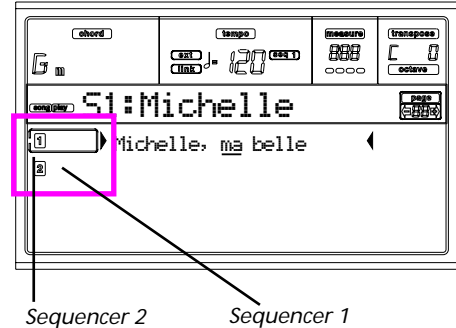 chord tempo measure transpose
G m ext link ♩= 120 seq 1 888 C 0
octave
song play S1:Michelle page
1 Michelle, ma belle
2
Sequencer 2 Sequencer 1